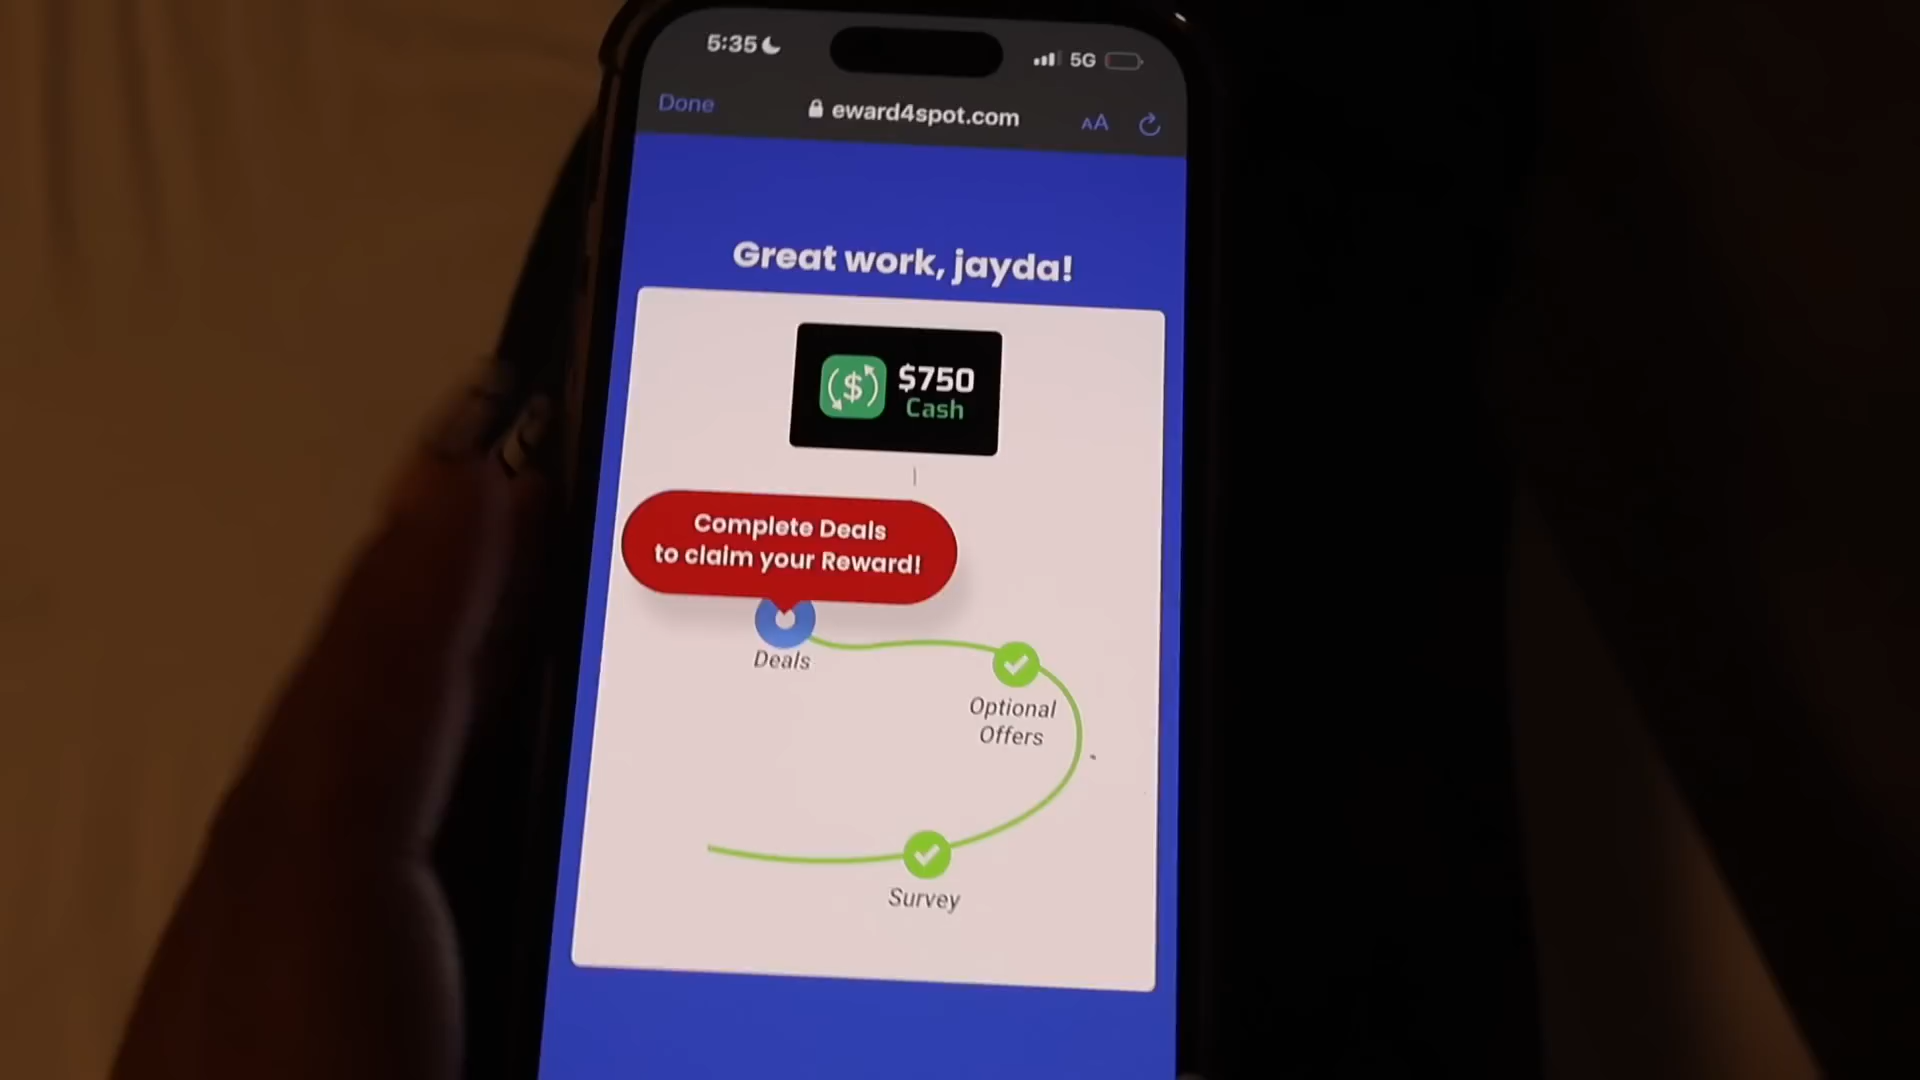 5:35
5G
Done
eward4spot.com
AA
Great work, jayda!
$
$750
Cash
Complete Deals
to claim your Reward!
Deals
Optional
Offers
Survey